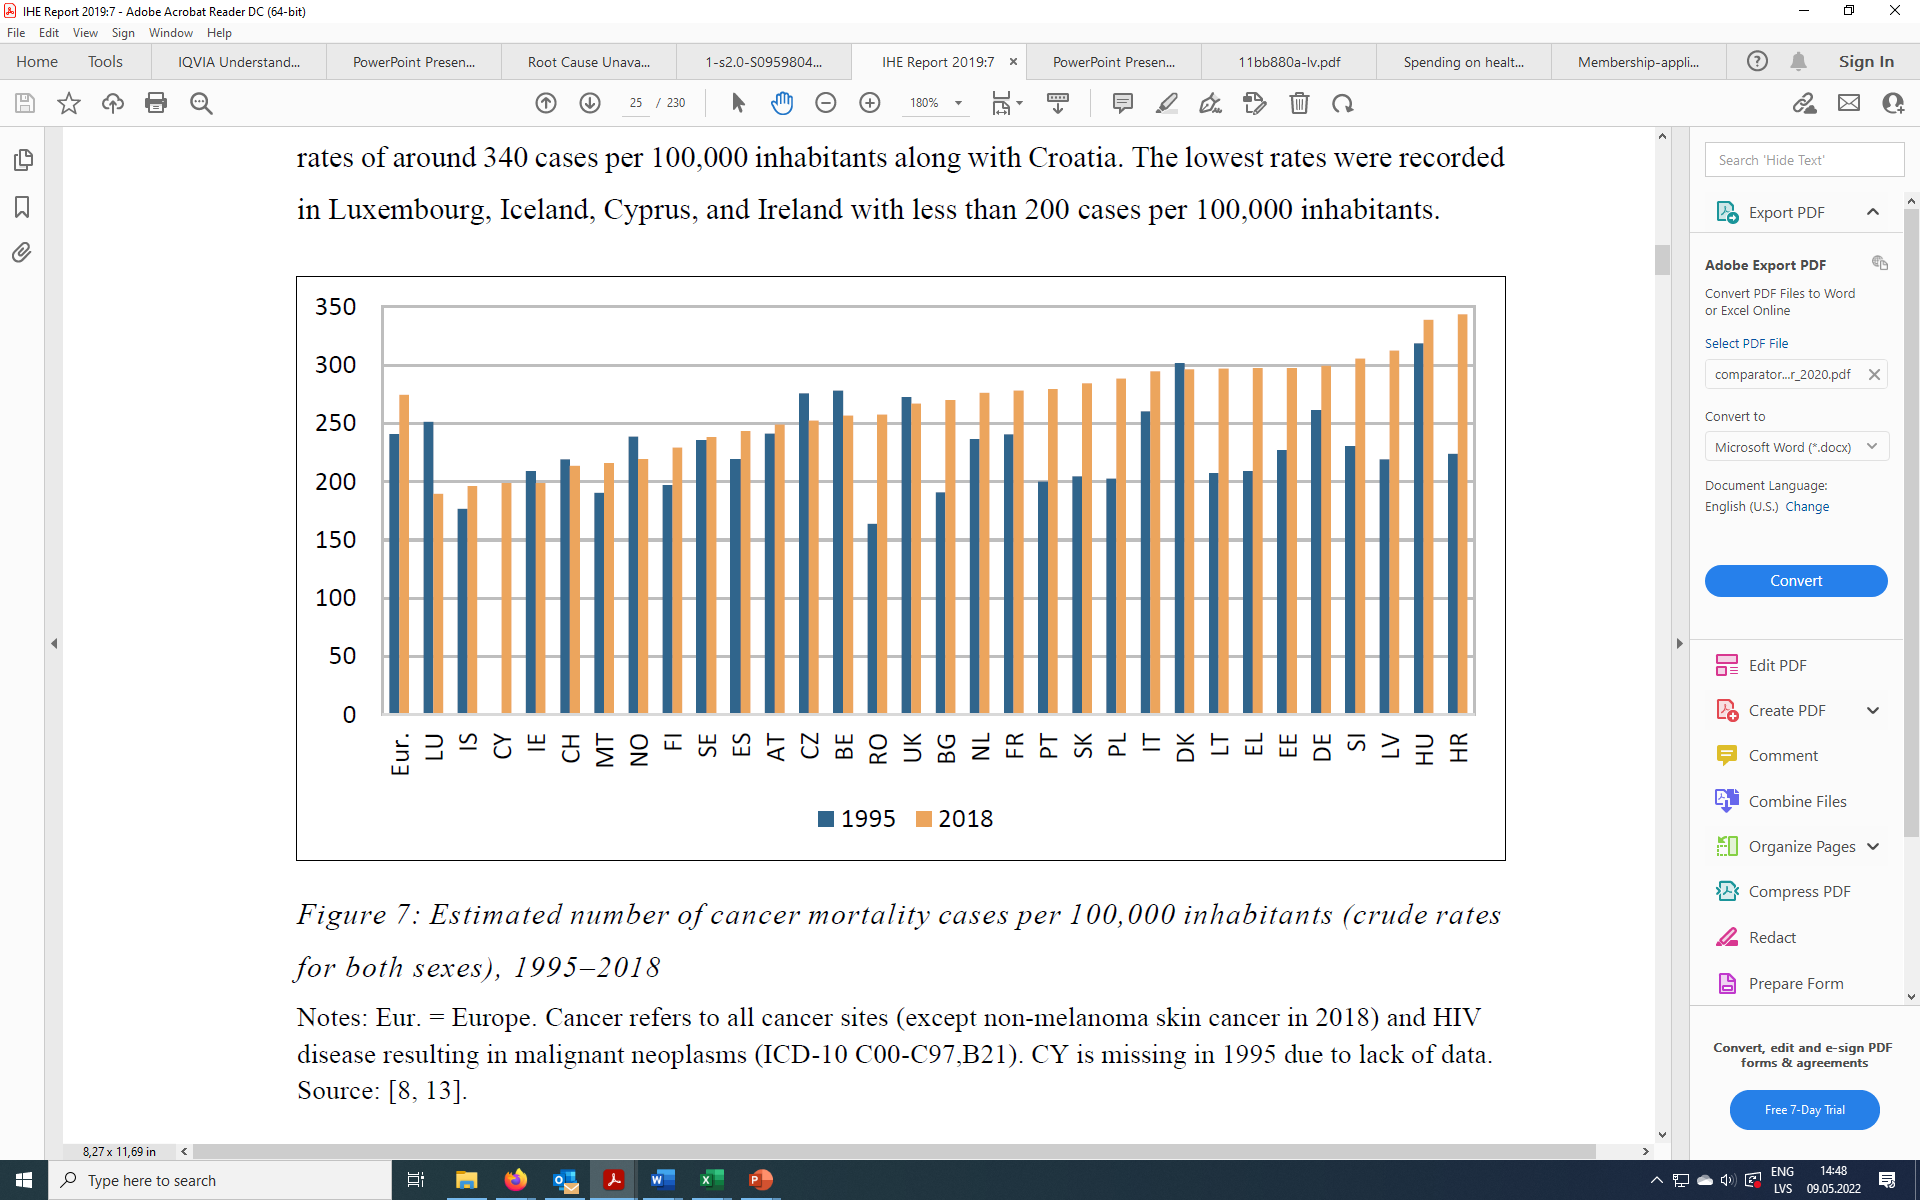 IHE Report 2019:7 - Adobe Acrobat Reader DC (64-bit)
File Edit View Sign Window Help
Home Tools IQVIA Understand... PowerPoint Presen... Root Cause Unava... 1-s2.0-S0959804... IHE Report 2019:7 PowerPoint Presen... 11bb880a-lv.pdf Spending on healt... Membership-appli... Sign In
25 / 230 180%
rates of around 340 cases per 100,000 inhabitants along with Croatia. The lowest rates were recorded
in Luxembourg, Iceland, Cyprus, and Ireland with less than 200 cases per 100,000 inhabitants.
350
300
250
200
150
100
50
0
Eur. LU IS CY IE CH MT NO FI SE ES AT CZ BE RO UK BG NL FR PT SK PL IT DK LT EL EE DE SI LV HU HR
1995 2018
Figure 7: Estimated number of cancer mortality cases per 100,000 inhabitants (crude rates
for both sexes), 1995–2018
Notes: Eur. = Europe. Cancer refers to all cancer sites (except non-melanoma skin cancer in 2018) and HIV
disease resulting in malignant neoplasms (ICD-10 C00-C97,B21). CY is missing in 1995 due to lack of data.
Source: [8, 13].
8,27 x 11,69 in
Search 'Hide Text'
Export PDF
Adobe Export PDF
Convert PDF Files to Word
or Excel Online
Select PDF File
comparator...r_2020.pdf
Convert to
Microsoft Word (*.docx)
Document Language:
English (U.S.) Change
Convert
Edit PDF
Create PDF
Comment
Combine Files
Organize Pages
Compress PDF
Redact
Prepare Form
Convert, edit and e-sign PDF
forms & agreements
Free 7-Day Trial
Type here to search
ENG
LVS
14:48
09.05.2022